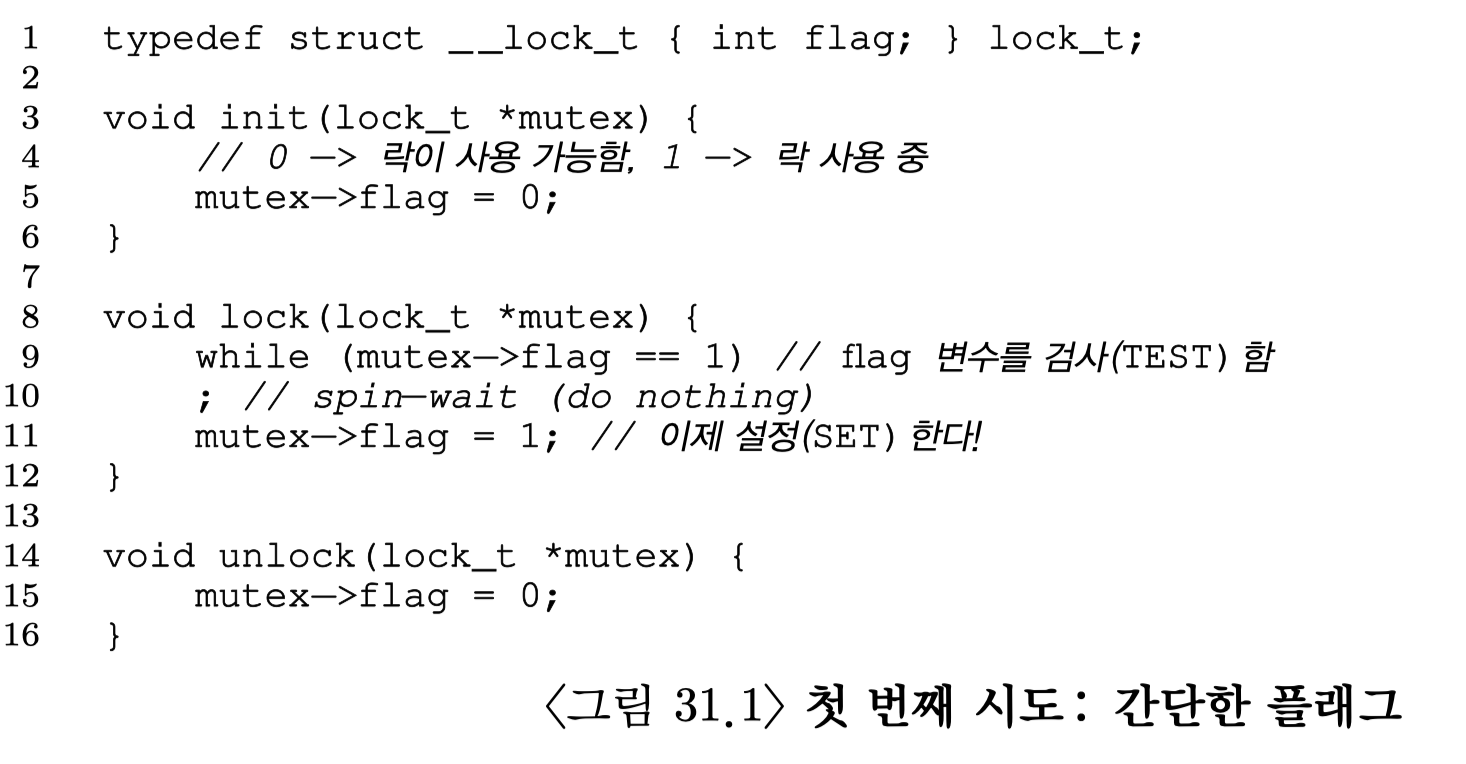 1 typedef struct __lock_t { int flag; } lock_t;
2
3 void init(lock_t *mutex) {
4 // 0 —> 락이 사용 가능함, 1 —> 락 사용 중
5 mutex—>flag = 0;
6 }
7
8 void lock(lock_t *mutex) {
9 while (mutex—>flag == 1) // flag 변수를 검사(TEST) 함
10 ; // spin—wait (do nothing)
11 mutex—>flag = 1; // 이제 설정(SET) 한다!
12 }
13
14 void unlock(lock_t *mutex) {
15 mutex—>flag = 0;
16 }
〈그림 31.1〉 첫 번째 시도: 간단한 플래그